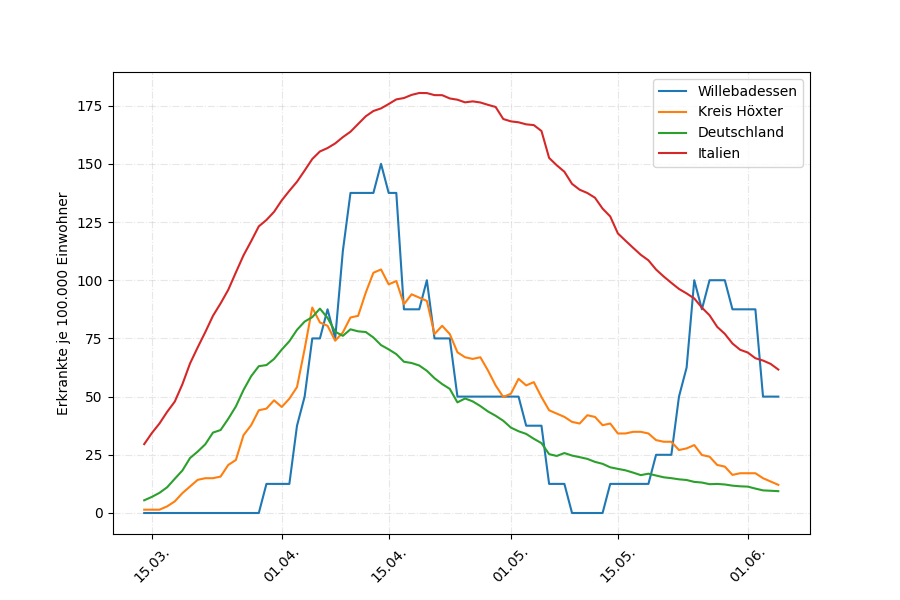 Erkrankte je 100.000 Einwohner
175
150
125
100
75
50
25
0
Willebadessen
Kreis Höxter
Deutschland
Italien
15.03.
01.04.
15.04.
01.05.
15.05.
01.06.